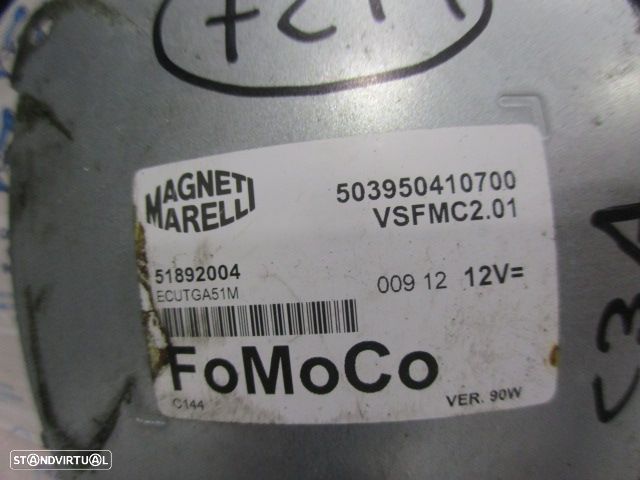 MAGNETI
MARELLI
503950410700
VSFMC2.01
51892004
ECUTGA51M
009 12 12V=
FoMoCo
C144
VER. 90W
STANDVIRTUAL